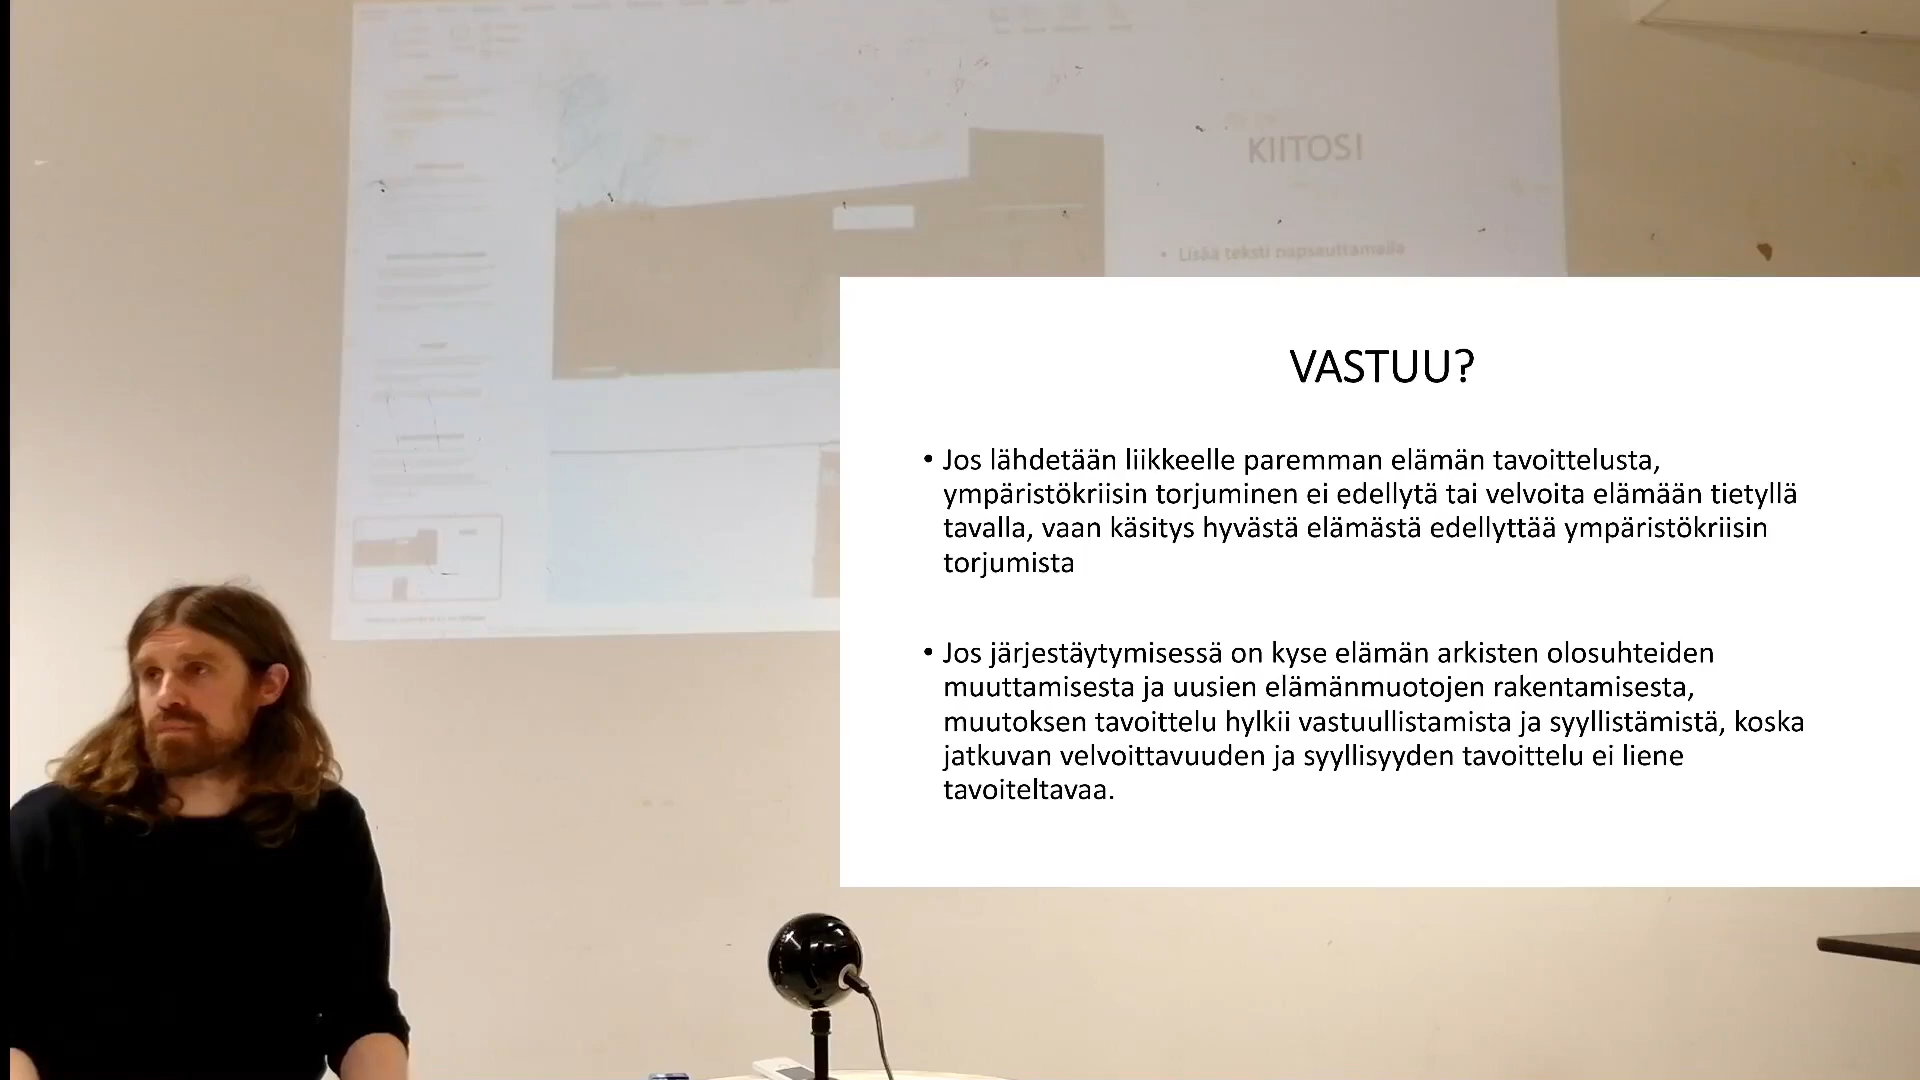 KIITOS!
• Lisää teksti napsauttamalla
VASTUU?
• Jos lähdetään liikkeelle paremman elämän tavoittelusta,
ympäristökriisin torjuminen ei edellytä tai velvoita elämään tietyllä
tavalla, vaan käsitys hyvästä elämästä edellyttää ympäristökriisin
torjumista
• Jos järjestäytymisessä on kyse elämän arkisten olosuhteiden
muuttamisesta ja uusien elämänmuotojen rakentamisesta,
muutoksen tavoittelu hylkii vastuullistamista ja syyllistämistä, koska
jatkuvan velvoittavuuden ja syyllisyyden tavoittelu ei liene
tavoiteltavaa.